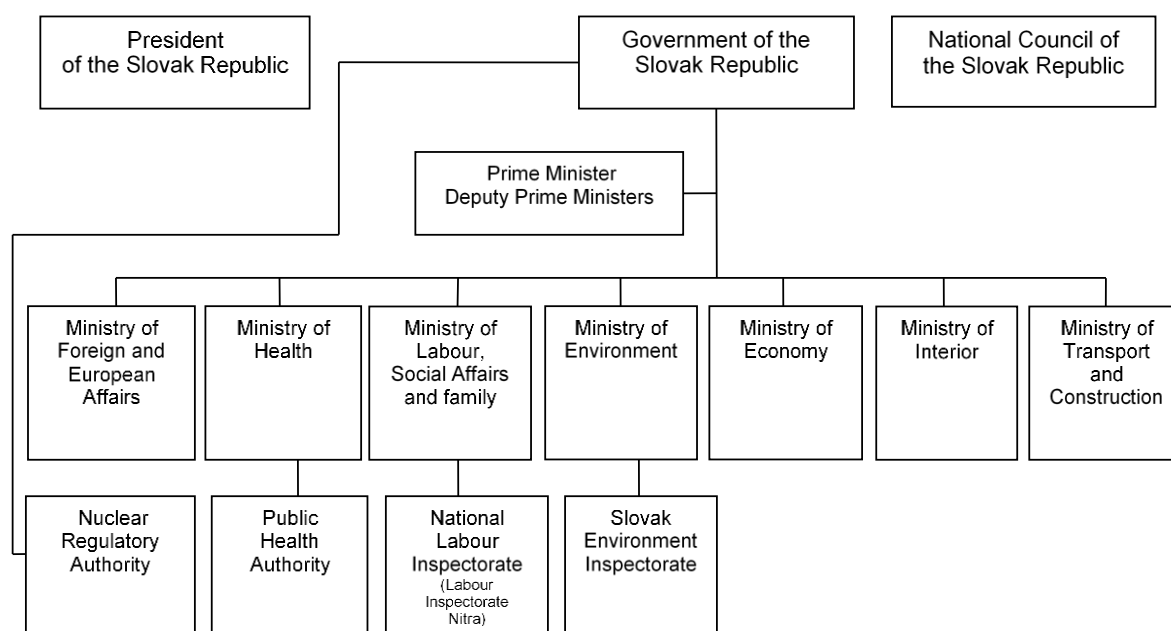 President
of the Slovak Republic
Government of the
Slovak Republic
National Council of
the Slovak Republic
Prime Minister
Deputy Prime Ministers
Ministry of
Foreign and
European
Affairs
Ministry of
Health
Ministry of
Labour,
Social Affairs
and family
Ministry of
Environment
Ministry of
Economy
Ministry of
Interior
Ministry of
Transport
and
Construction
Nuclear
Regulatory
Authority
Public
Health
Authority
National
Labour
Inspectorate
(Labour
Inspectorate
Nitra)
Slovak
Environment
Inspectorate